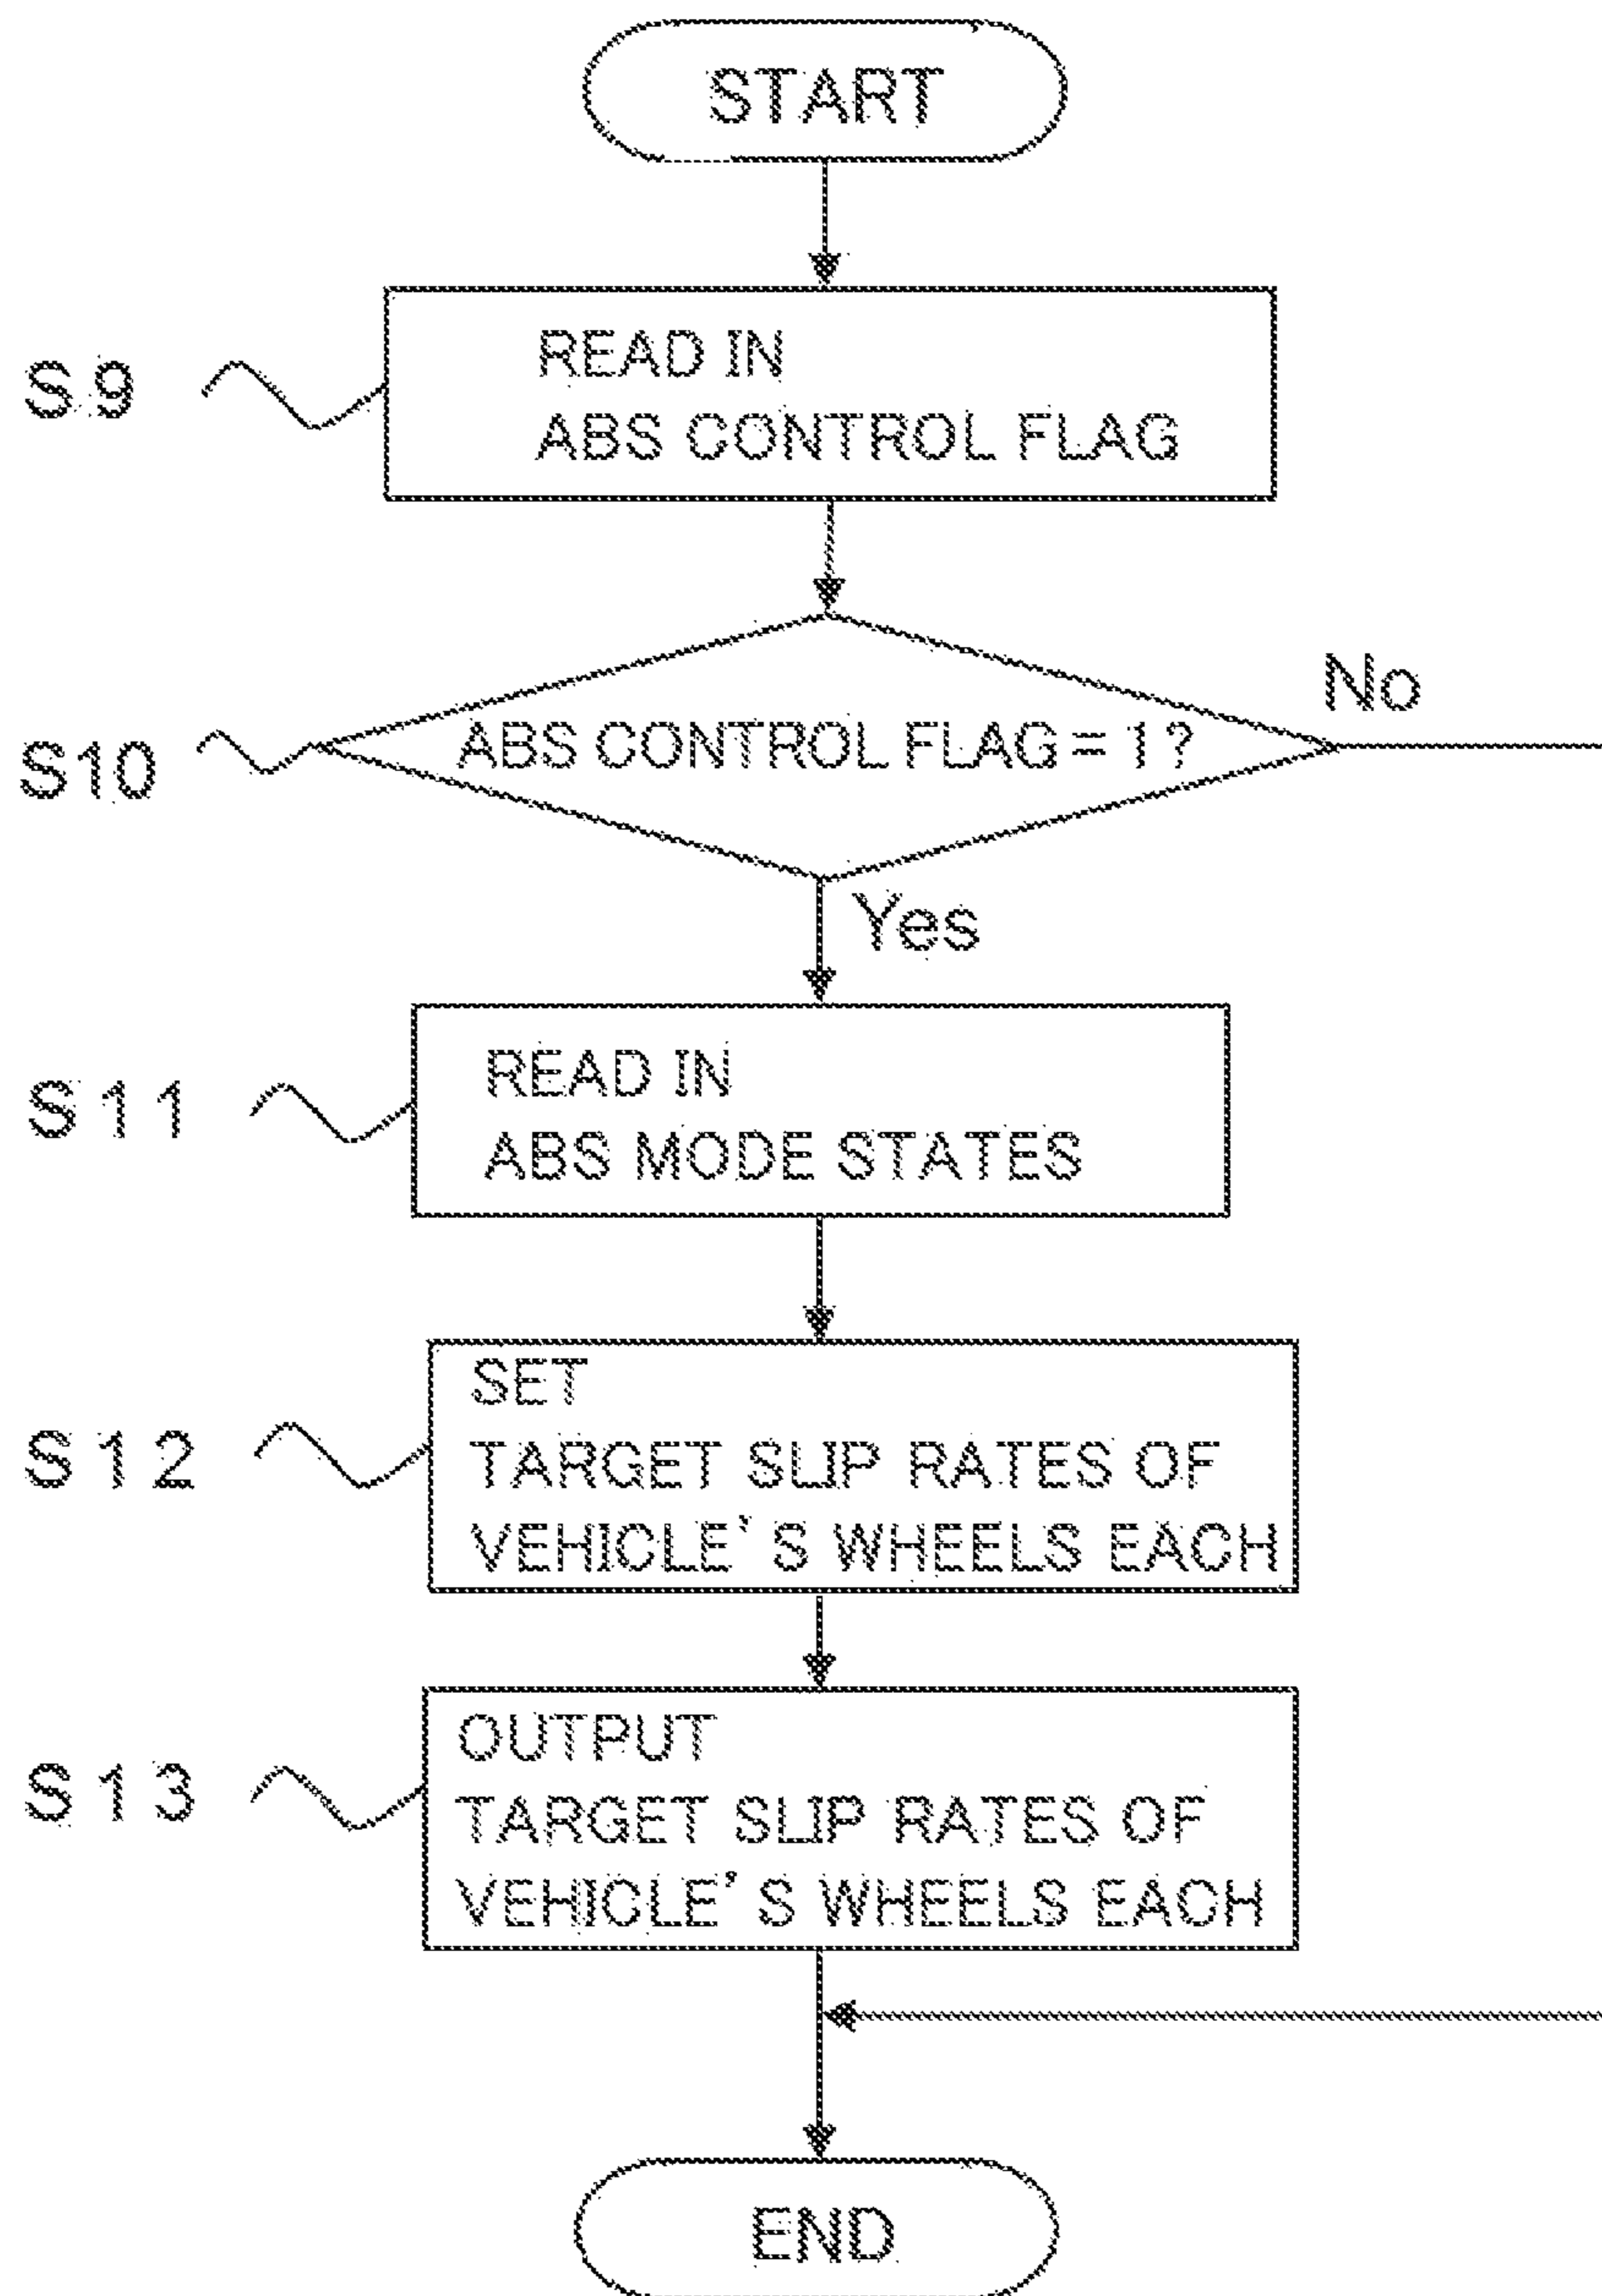 START
S9
READ IN
ABS CONTROL FLAG
S10
ABS CONTROL FLAG = 1?
No
Yes
S11
READ IN
ABS MODE STATES
S12
SET
TARGET SLIP RATES OF
VEHICLE'S WHEELS EACH
S13
OUTPUT
TARGET SLIP RATES OF
VEHICLE'S WHEELS EACH
END